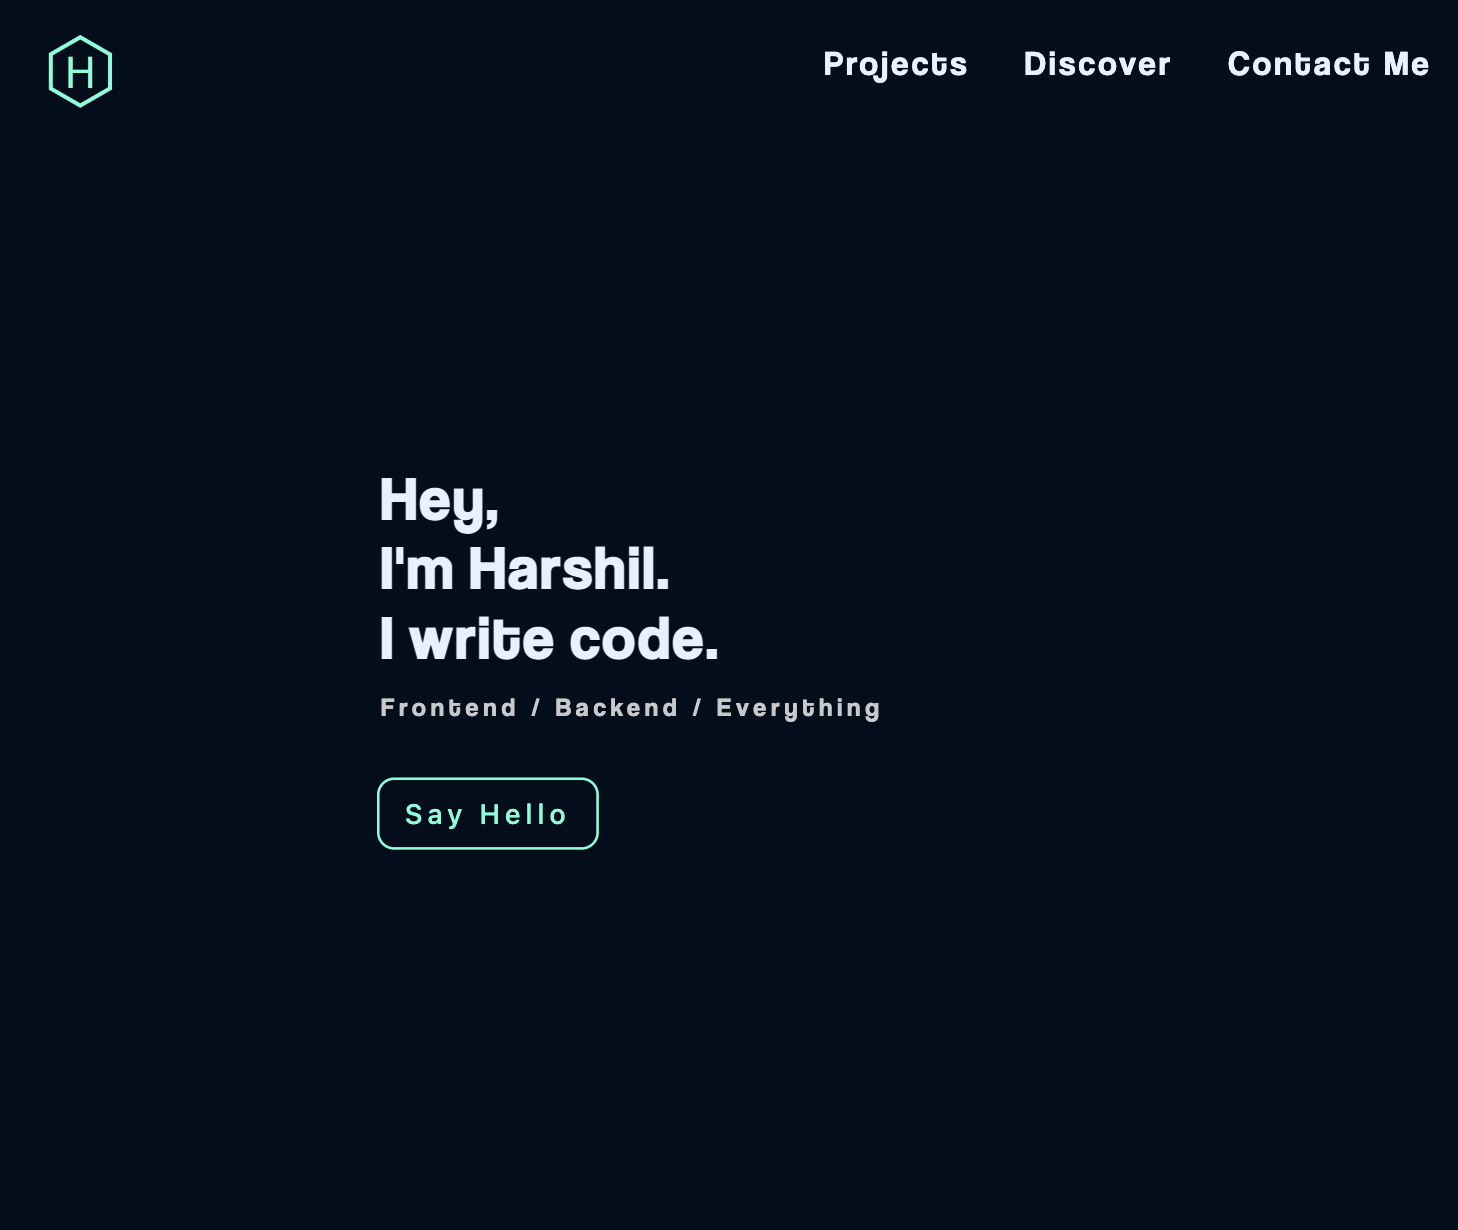 H
Projects Discover Contact Me
Hey,
I'm Harshil.
I write code.
Frontend / Backend / Everything
Say Hello